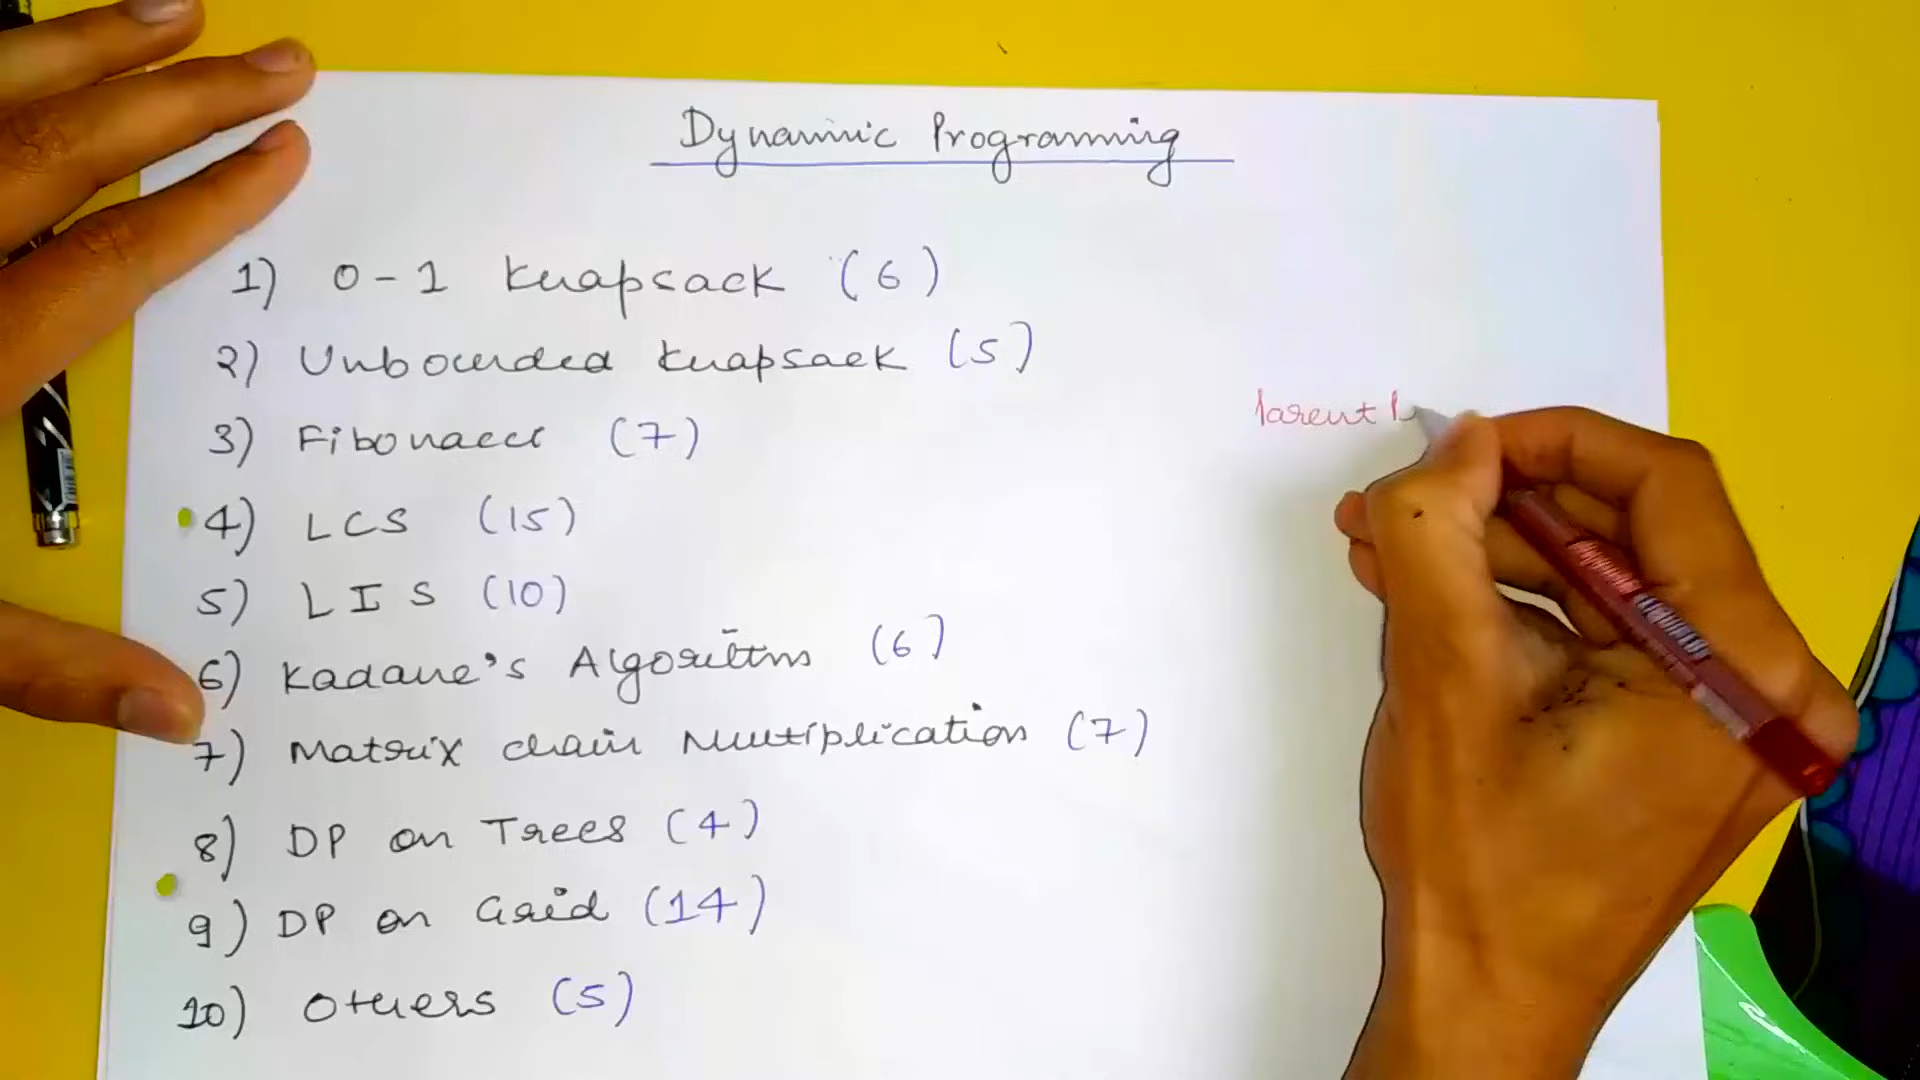 Dynamic Programming
1) 0-1 Knapsack (6)
2) Unbounded Knapsack (5)
3) Fibonacci (7)
Parent
4) LCS (15)
5) LIS (10)
6) Kadane's Algorithm (6)
7) Matrix chain Multiplication (7)
8) DP on Trees (4)
9) DP on Grid (14)
10) Others (5)